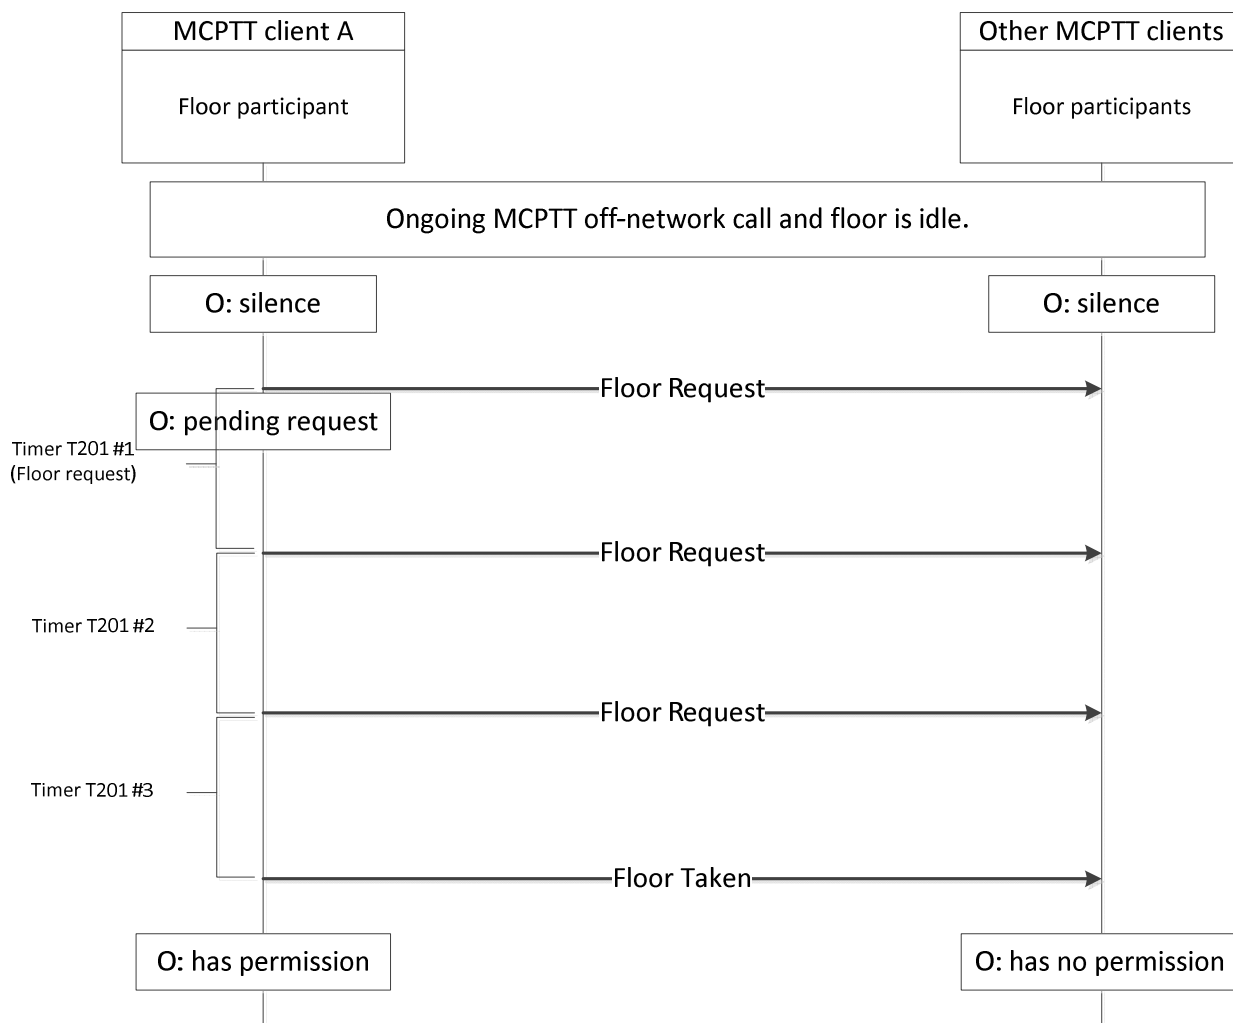 MCPTT client A
Other MCPTT clients
Floor participant
Floor participants
Ongoing MCPTT off-network call and floor is idle.
O: silence
O: silence
Floor Request
O: pending request
Timer T201 #1
(Floor request)
Floor Request
Timer T201 #2
Floor Request
Timer T201 #3
Floor Taken
O: has permission
O: has no permission